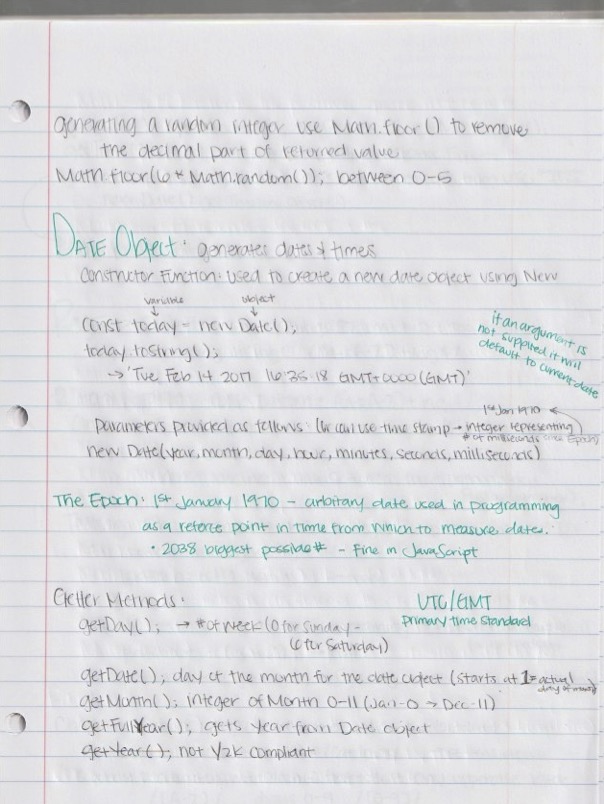 generating a random integer use Math.floor() to remove
the decimal part of returned value
Math.floor(6 * Math.random()); between 0-5
DATE Object: generates dates & times
Constructor Function: used to create a new date object using New
variable object
const today = new Date();
today.toString();
→ 'Tue Feb 14 2017 16:35:18 GMT+0000 (GMT)'
if an argument is
not supplied it will
default to current date
1st Jan 1970
Parameters provided as follows: (or can use time stamp → integer representing
# of milliseconds since Epoch)
new Date(year, month, day, hour, minutes, seconds, milliseconds)
The Epoch: 1st January 1970 - arbitary date used in programming
as a referce point in time from which to measure dates.
• 2038 biggest possible # - Fine in JavaScript
Getter Methods:
UTC/GMT
Primary time standard
getDay(); → # of week (0 for Sunday -
6 for Saturday)
getDate(); day of the month for the date object (starts at 1 = actual
day of month)
getMonth(); integer of Month 0-11 (Jan-0 → Dec-11)
getFullYear(); gets year from Date object
getYear(); not Y2K compliant